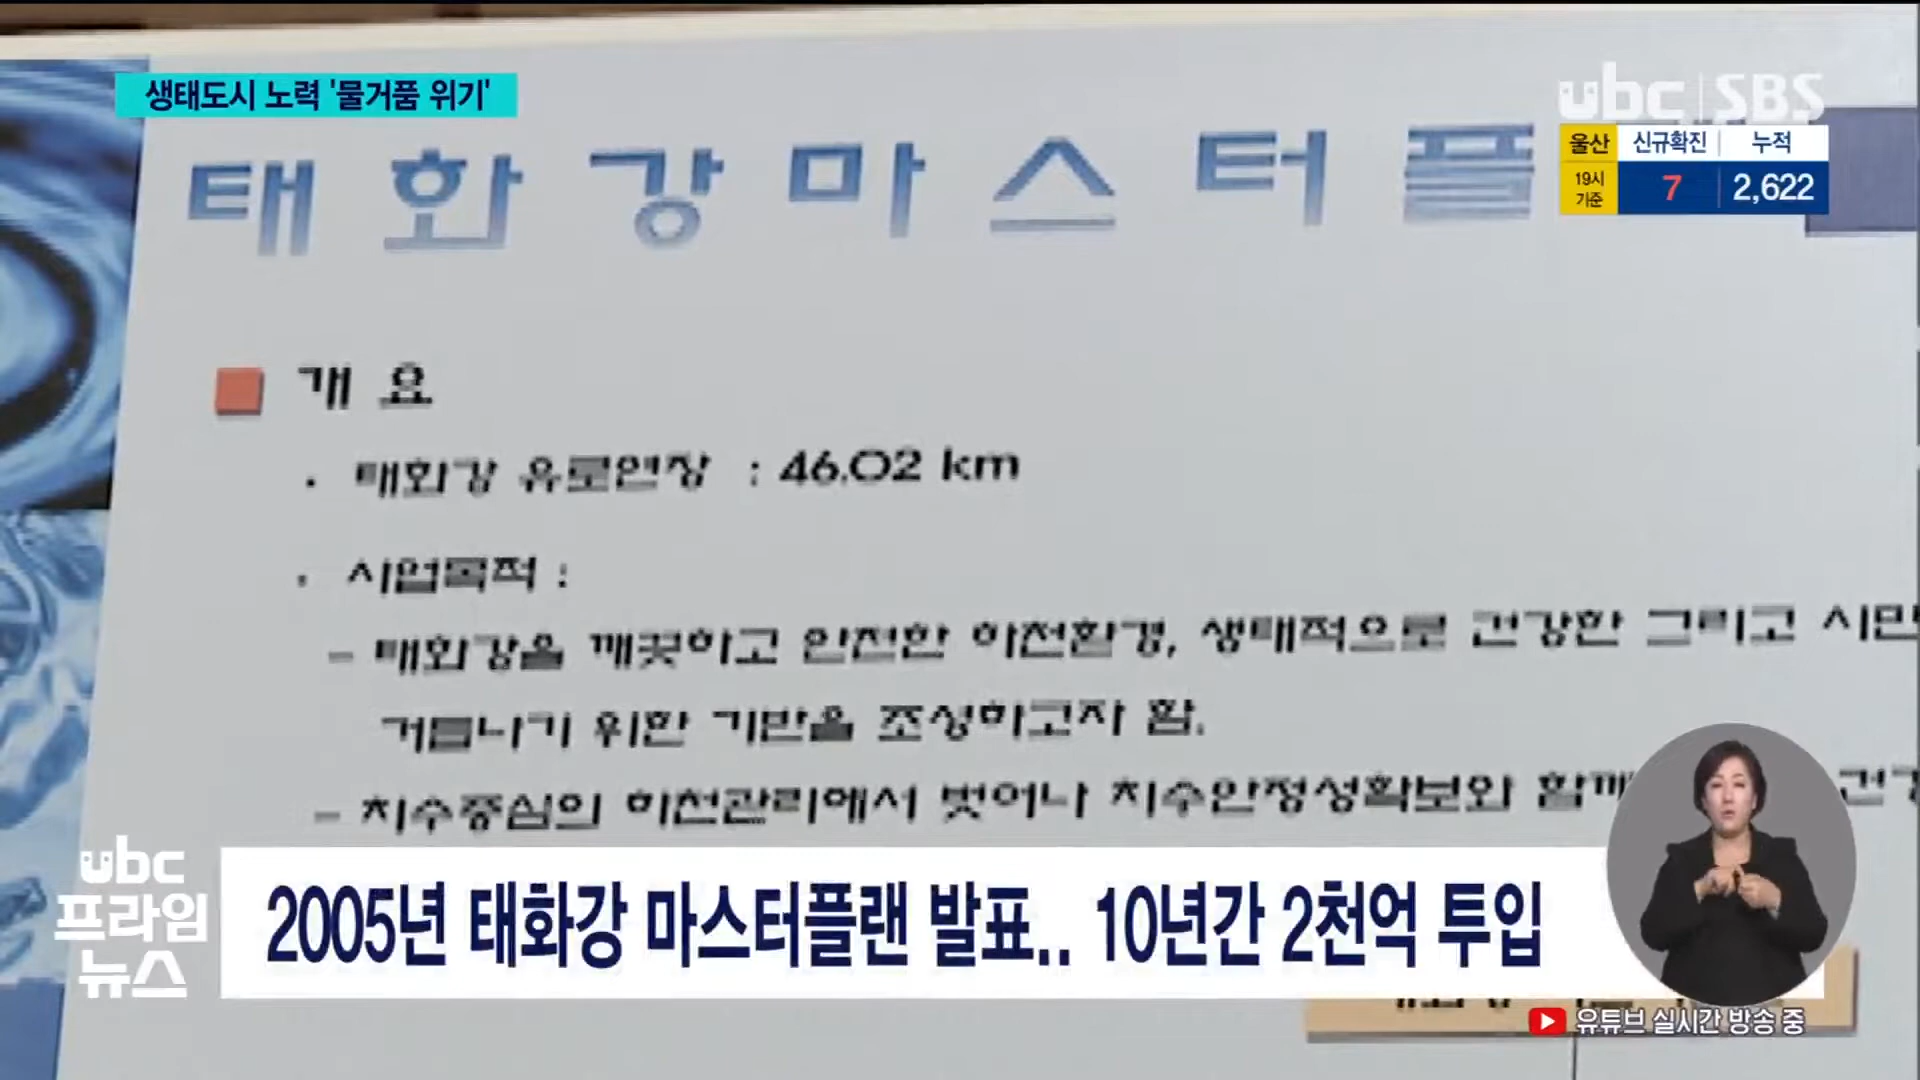 생태도시 노력 '물거품 위기'
ubc SBS
울산 신규확진 누적
19시 기준 7 2,622
태화강마스터플
개요
· 태화강 유로연장 : 46.02 km
· 사업목적 :
- 태화강을 깨끗하고 안전한 하천환경, 생태적으로 건강한 그리고 시민
거듭나기 위한 기반을 조성하고자 함.
- 치수중심의 하천관리에서 벗어나 치수안정성확보와 함께 건강
ubc
프라임
뉴스
2005년 태화강 마스터플랜 발표.. 10년간 2천억 투입
유튜브 실시간 방송 중